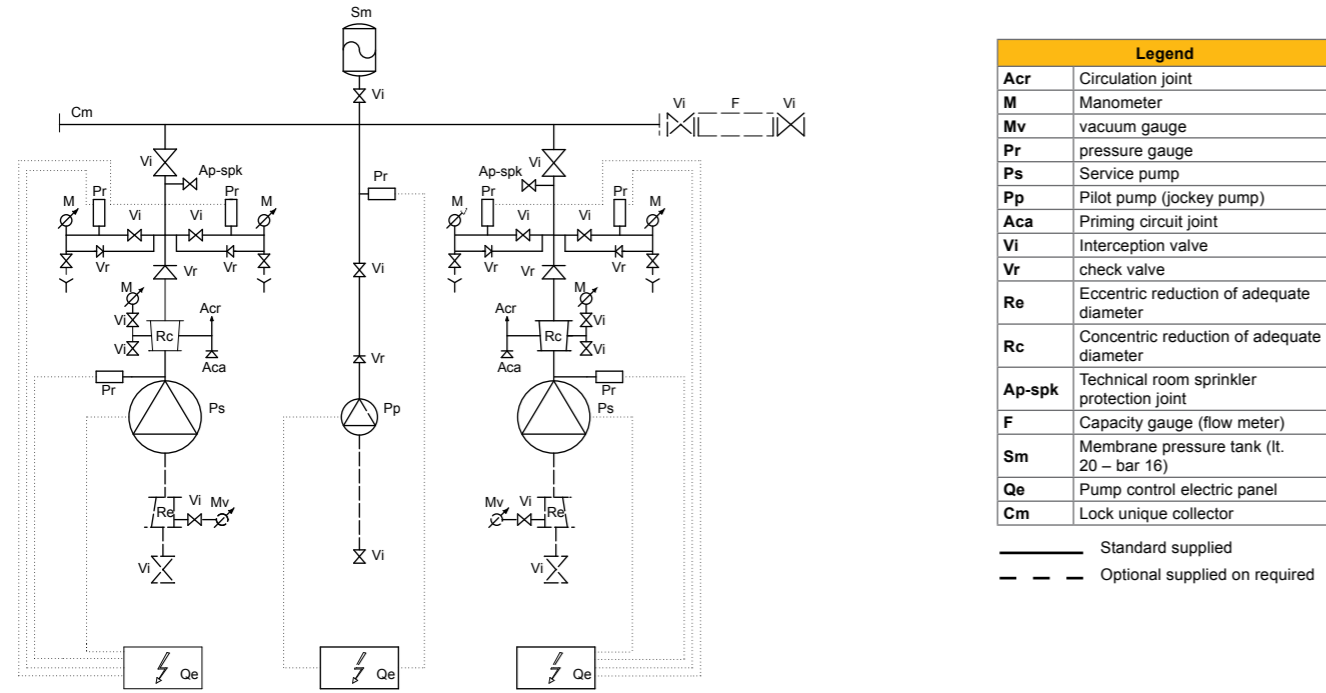 Sm
Vi
Cm
Vi F Vi
Vi
Ap-spk
Pr
Ap-spk
Vi
M Pr Vi Vi Pr M
M Pr Vi Vi Pr M
Vr Vr Vr
Vi
Vr Vr Vr
M
Vi
Vi
Rc
Acr
Aca
Acr
Aca
Rc
M
Vi
Vi
Vr
Pr
Ps
Pp
Pr
Ps
Re
Vi
Mv
Vi
Vi
Mv
Vi
Re
Vi
Qe
Qe
Qe
Legend
Acr Circulation joint
M Manometer
Mv vacuum gauge
Pr pressure gauge
Ps Service pump
Pp Pilot pump (jockey pump)
Aca Priming circuit joint
Vi Interception valve
Vr check valve
Re Eccentric reduction of adequate
diameter
Rc Concentric reduction of adequate
diameter
Ap-spk Technical room sprinkler
protection joint
F Capacity gauge (flow meter)
Sm Membrane pressure tank (lt.
20 – bar 16)
Qe Pump control electric panel
Cm Lock unique collector
Standard supplied
Optional supplied on required